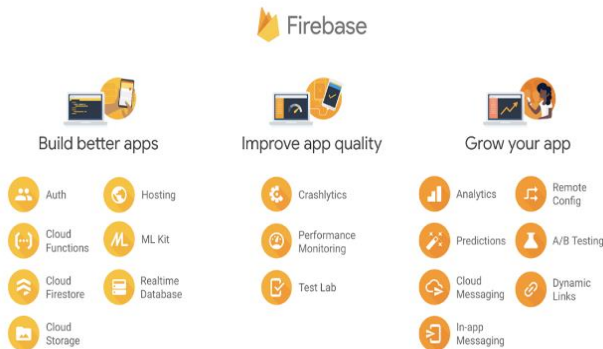 Firebase
Build better apps
Auth
Hosting
Cloud
Functions
ML Kit
Cloud
Firestore
Realtime
Database
Cloud
Storage
Improve app quality
Crashlytics
Performance
Monitoring
Test Lab
Grow your app
Analytics
Remote
Config
Predictions
A/B Testing
Cloud
Messaging
Dynamic
Links
In-app
Messaging